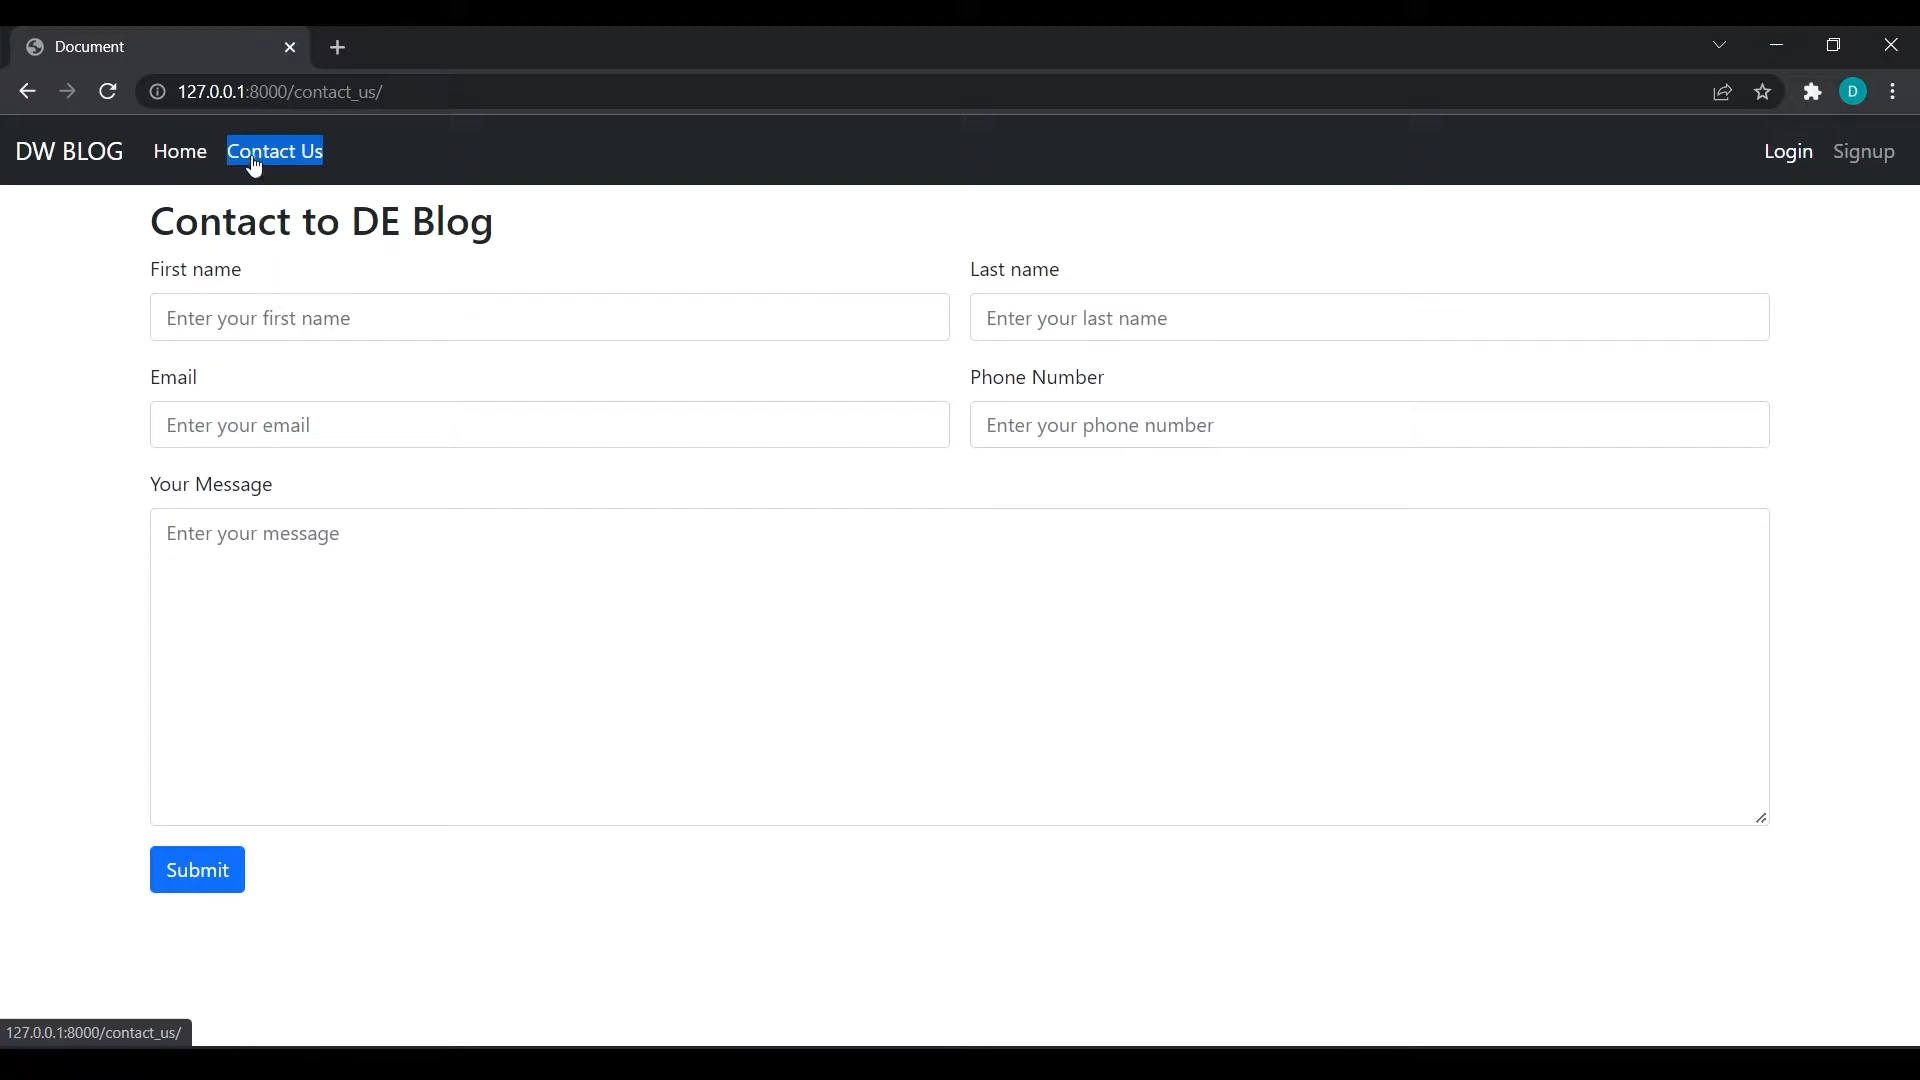 Document
127.0.0.1:8000/contact_us/
D
DW BLOG Home Contact Us Login Signup
Contact to DE Blog
First name Last name
Enter your first name Enter your last name
Email Phone Number
Enter your email Enter your phone number
Your Message
Enter your message
Submit
127.0.0.1:8000/contact_us/